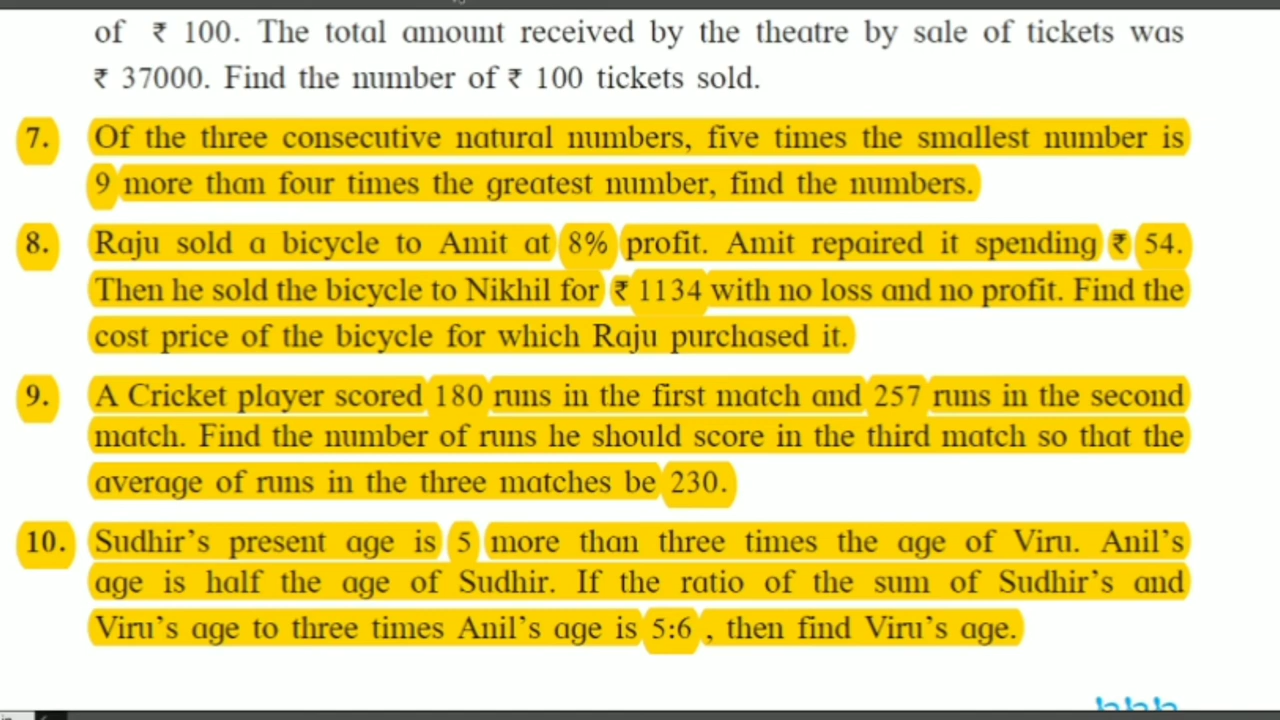 of ₹ 100. The total amount received by the theatre by sale of tickets was
₹ 37000. Find the number of ₹ 100 tickets sold.
7. Of the three consecutive natural numbers, five times the smallest number is
9 more than four times the greatest number, find the numbers.
8. Raju sold a bicycle to Amit at 8% profit. Amit repaired it spending ₹ 54.
Then he sold the bicycle to Nikhil for ₹ 1134 with no loss and no profit. Find the
cost price of the bicycle for which Raju purchased it.
9. A Cricket player scored 180 runs in the first match and 257 runs in the second
match. Find the number of runs he should score in the third match so that the
average of runs in the three matches be 230.
10. Sudhir's present age is 5 more than three times the age of Viru. Anil's
age is half the age of Sudhir. If the ratio of the sum of Sudhir's and
Viru's age to three times Anil's age is 5:6 , then find Viru's age.